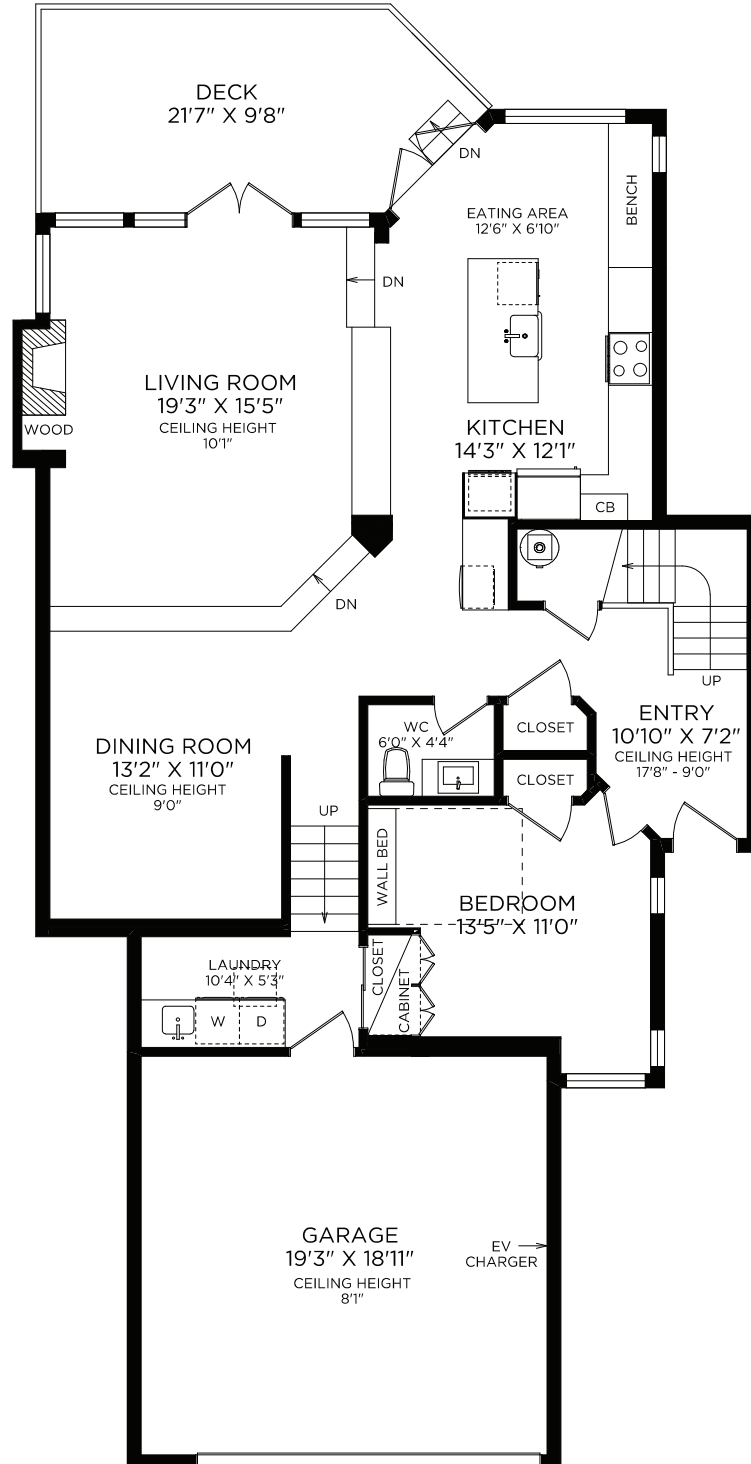 DECK
21'7" X 9'8"
DN
EATING AREA
12'6" X 6'10"
BENCH
DN
LIVING ROOM
19'3" X 15'5"
CEILING HEIGHT
10'1"
WOOD
KITCHEN
14'3" X 12'1"
CB
DN
UP
ENTRY
10'10" X 7'2"
CEILING HEIGHT
17'8" - 9'0"
WC
6'0" X 4'4"
CLOSET
CLOSET
DINING ROOM
13'2" X 11'0"
CEILING HEIGHT
9'0"
UP
WALL BED
BEDROOM
13'5" X 11'0"
CLOSET
CABINET
LAUNDRY
10'4" X 5'3"
W
D
GARAGE
19'3" X 18'11"
CEILING HEIGHT
8'1"
EV
CHARGER